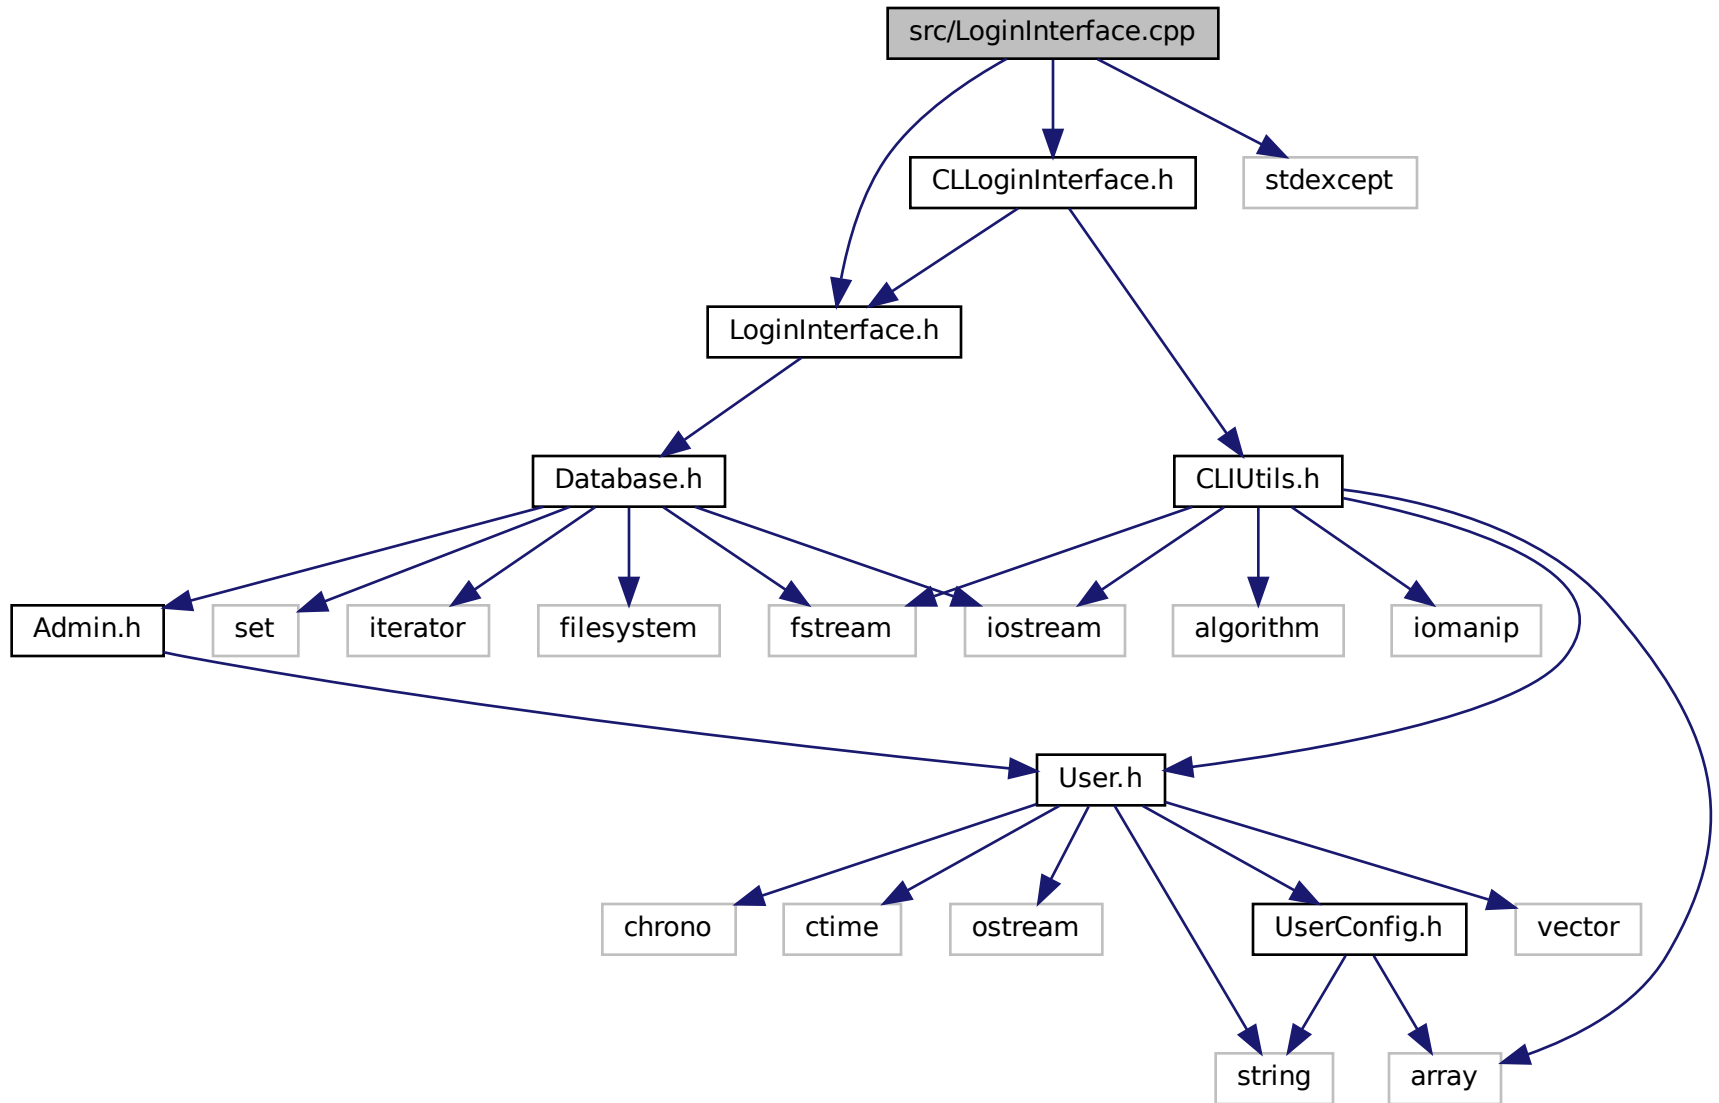 src/LoginInterface.cpp
CLLoginInterface.h
stdexcept
LoginInterface.h
Database.h
CLIUtils.h
Admin.h
set
iterator
filesystem
fstream
iostream
algorithm
iomanip
User.h
chrono
ctime
ostream
UserConfig.h
vector
string
array